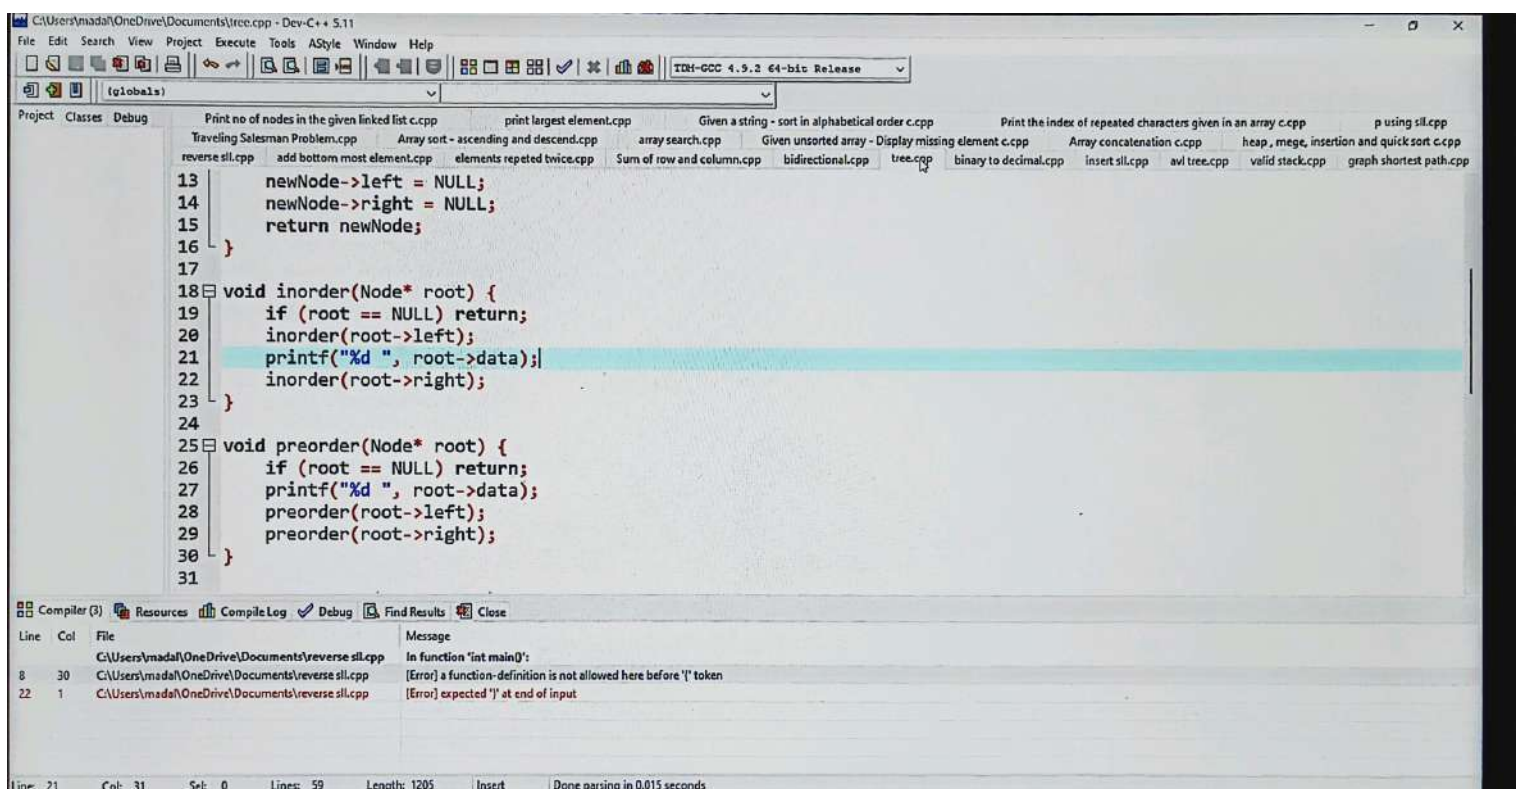 C:\Users\madal\OneDrive\Documents\tree.cpp - Dev-C++ 5.11
File Edit Search View Project Execute Tools AStyle Window Help
TDM-GCC 4.9.2 64-bit Release
(globals)
Project Classes Debug
Print no of nodes in the given linked list c.cpp print largest element.cpp Given a string - sort in alphabetical order c.cpp Print the index of repeated characters given in an array c.cpp p using sll.cpp
Traveling Salesman Problem.cpp Array sort - ascending and descend.cpp array search.cpp Given unsorted array - Display missing element c.cpp Array concatenation c.cpp heap , mege, insertion and quick sort c.cpp
reverse sll.cpp add bottom most element.cpp elements repeted twice.cpp Sum of row and column.cpp bidirectional.cpp tree.cpp binary to decimal.cpp insert sll.cpp avl tree.cpp valid stack.cpp graph shortest path.cpp
13 newNode->left = NULL;
14 newNode->right = NULL;
15 return newNode;
16 }
17
18 void inorder(Node* root) {
19 if (root == NULL) return;
20 inorder(root->left);
21 printf("%d ", root->data);
22 inorder(root->right);
23 }
24
25 void preorder(Node* root) {
26 if (root == NULL) return;
27 printf("%d ", root->data);
28 preorder(root->left);
29 preorder(root->right);
30 }
31
Compiler (3) Resources Compile Log Debug Find Results Close
Line Col File Message
C:\Users\madal\OneDrive\Documents\reverse sll.cpp In function 'int main()':
8 30 C:\Users\madal\OneDrive\Documents\reverse sll.cpp [Error] a function-definition is not allowed here before '{' token
22 1 C:\Users\madal\OneDrive\Documents\reverse sll.cpp [Error] expected '}' at end of input
Line: 21 Col: 31 Sel: 0 Lines: 59 Length: 1205 Insert Done parsing in 0.015 seconds